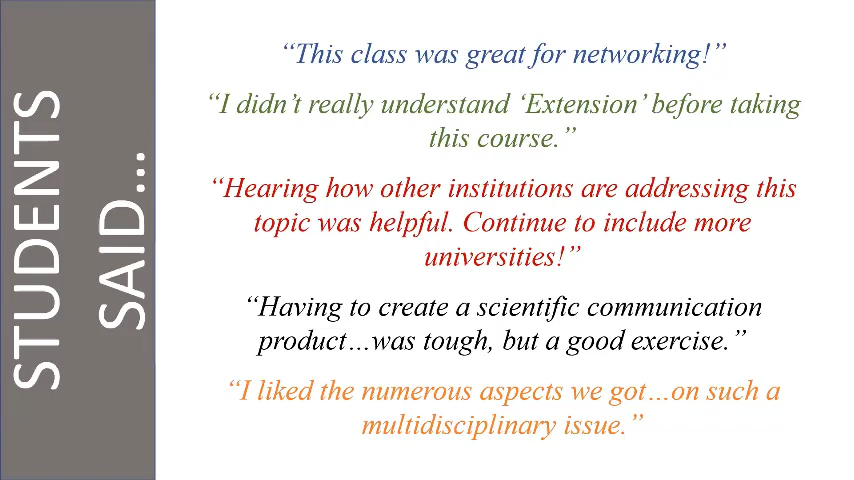 STUDENTS
SAID...
“This class was great for networking!”
“I didn’t really understand ‘Extension’ before taking
this course.”
“Hearing how other institutions are addressing this
topic was helpful. Continue to include more
universities!”
“Having to create a scientific communication
product…was tough, but a good exercise.”
“I liked the numerous aspects we got…on such a
multidisciplinary issue.”